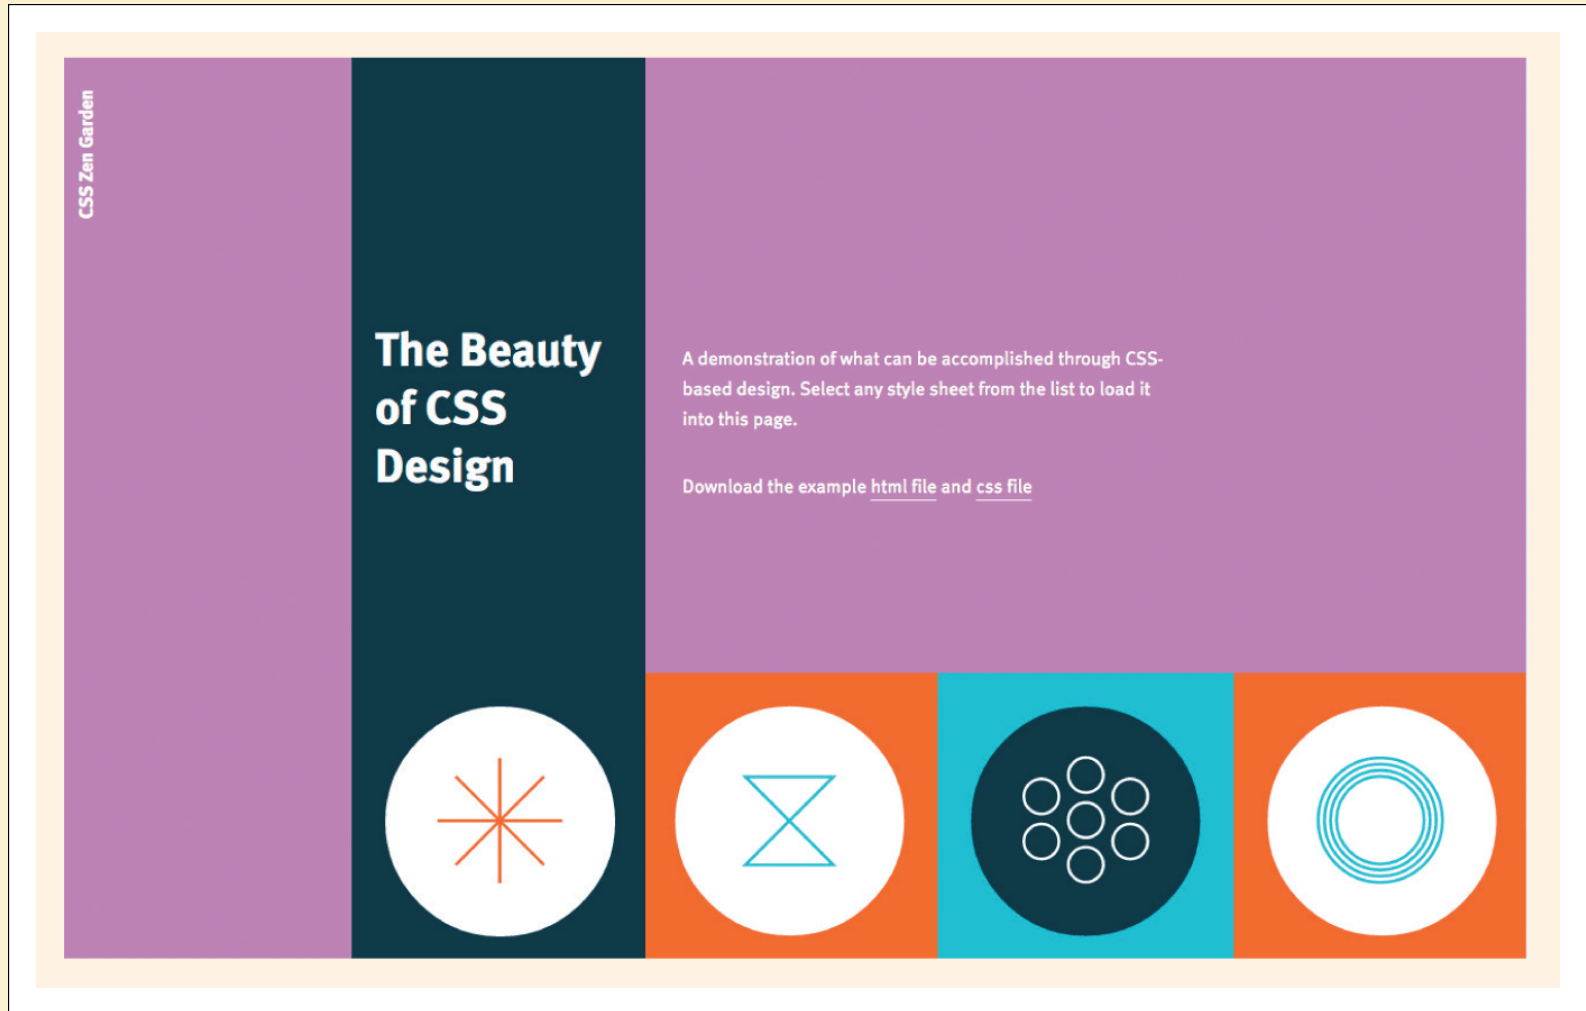 CSS Zen Garden
The Beauty
of CSS
Design
A demonstration of what can be accomplished through CSS-
based design. Select any style sheet from the list to load it
into this page.
Download the example html file and css file